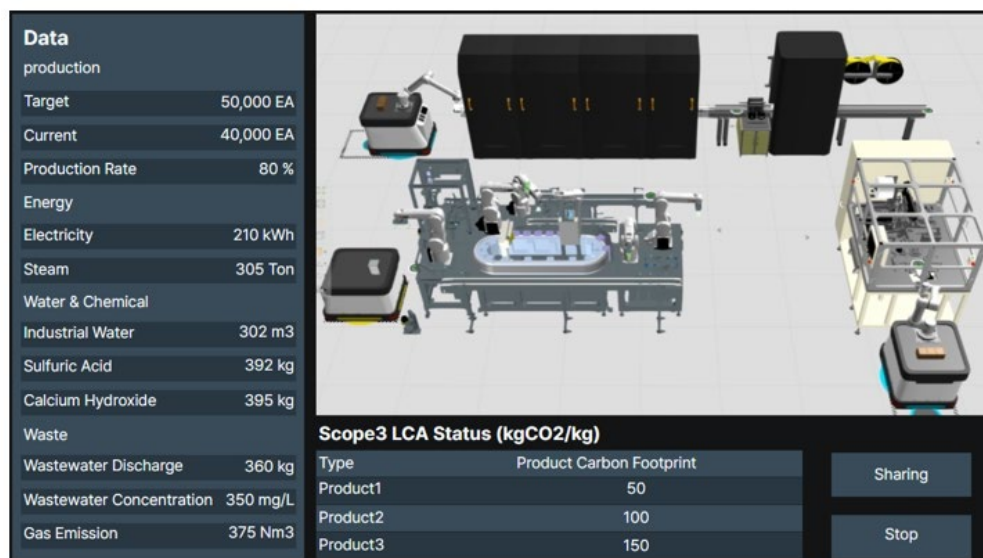 Data
production
Target 50,000 EA
Current 40,000 EA
Production Rate 80 %
Energy
Electricity 210 kWh
Steam 305 Ton
Water & Chemical
Industrial Water 302 m3
Sulfuric Acid 392 kg
Calcium Hydroxide 395 kg
Waste
Wastewater Discharge 360 kg
Wastewater Concentration 350 mg/L
Gas Emission 375 Nm3
Scope3 LCA Status (kgCO2/kg)
Type Product Carbon Footprint
Product1 50
Product2 100
Product3 150
Sharing
Stop